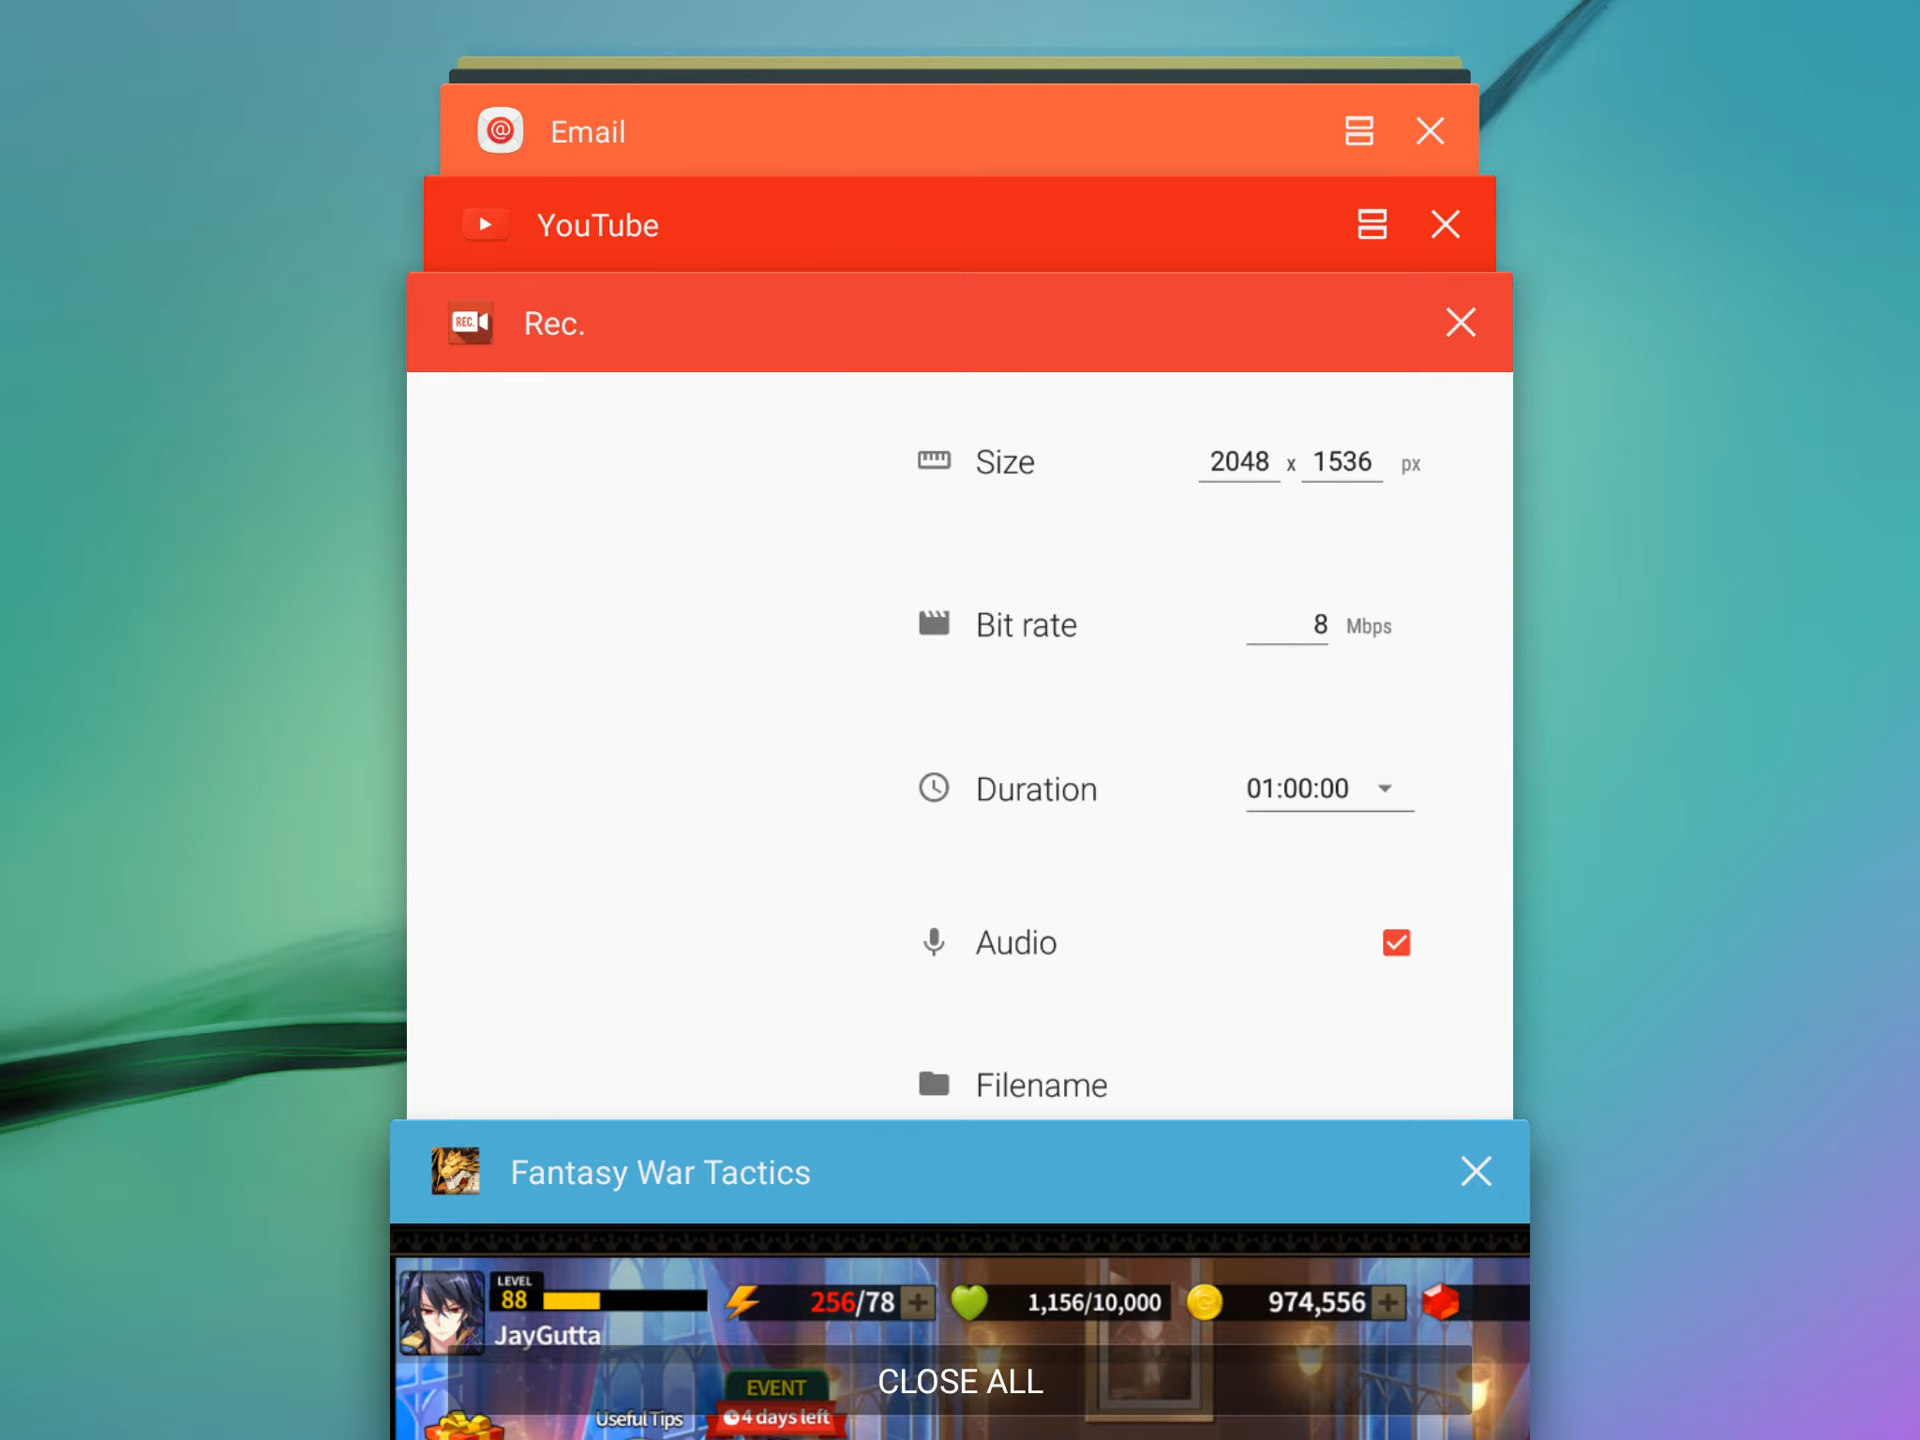 Email
YouTube
REC.
Rec.
Size 2048 x 1536 px
Bit rate 8 Mbps
Duration 01:00:00
Audio
Filename
Fantasy War Tactics
LEVEL
88 256/78 1,156/10,000 974,556
JayGutta
CLOSE ALL
EVENT
Useful Tips 4 days left